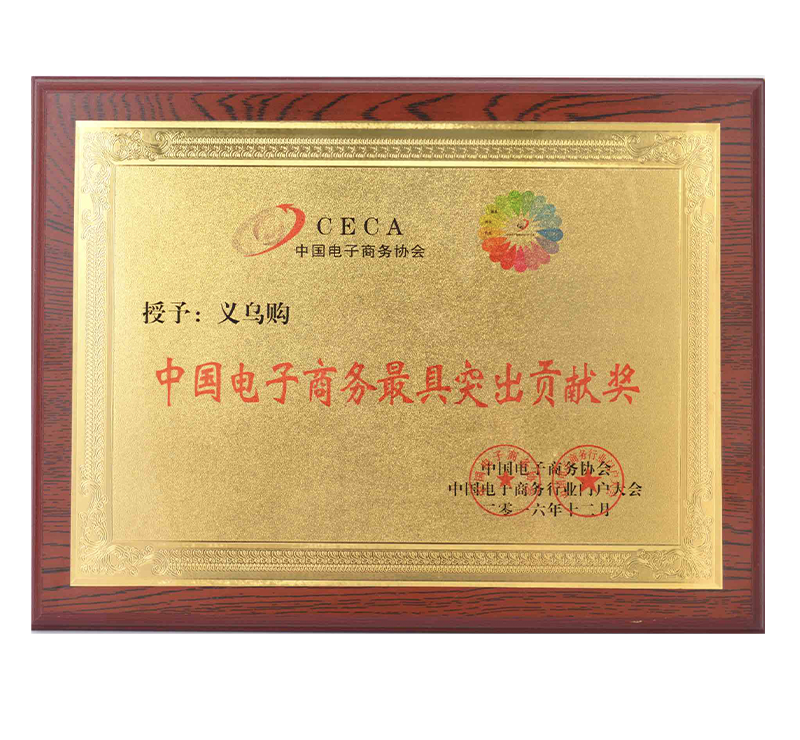 CECA
中国电子商务协会
授予：义乌购
中国电子商务最具突出贡献奖
中国电子商务协会
中国电子商务行业门户大会
二零一六年十二月